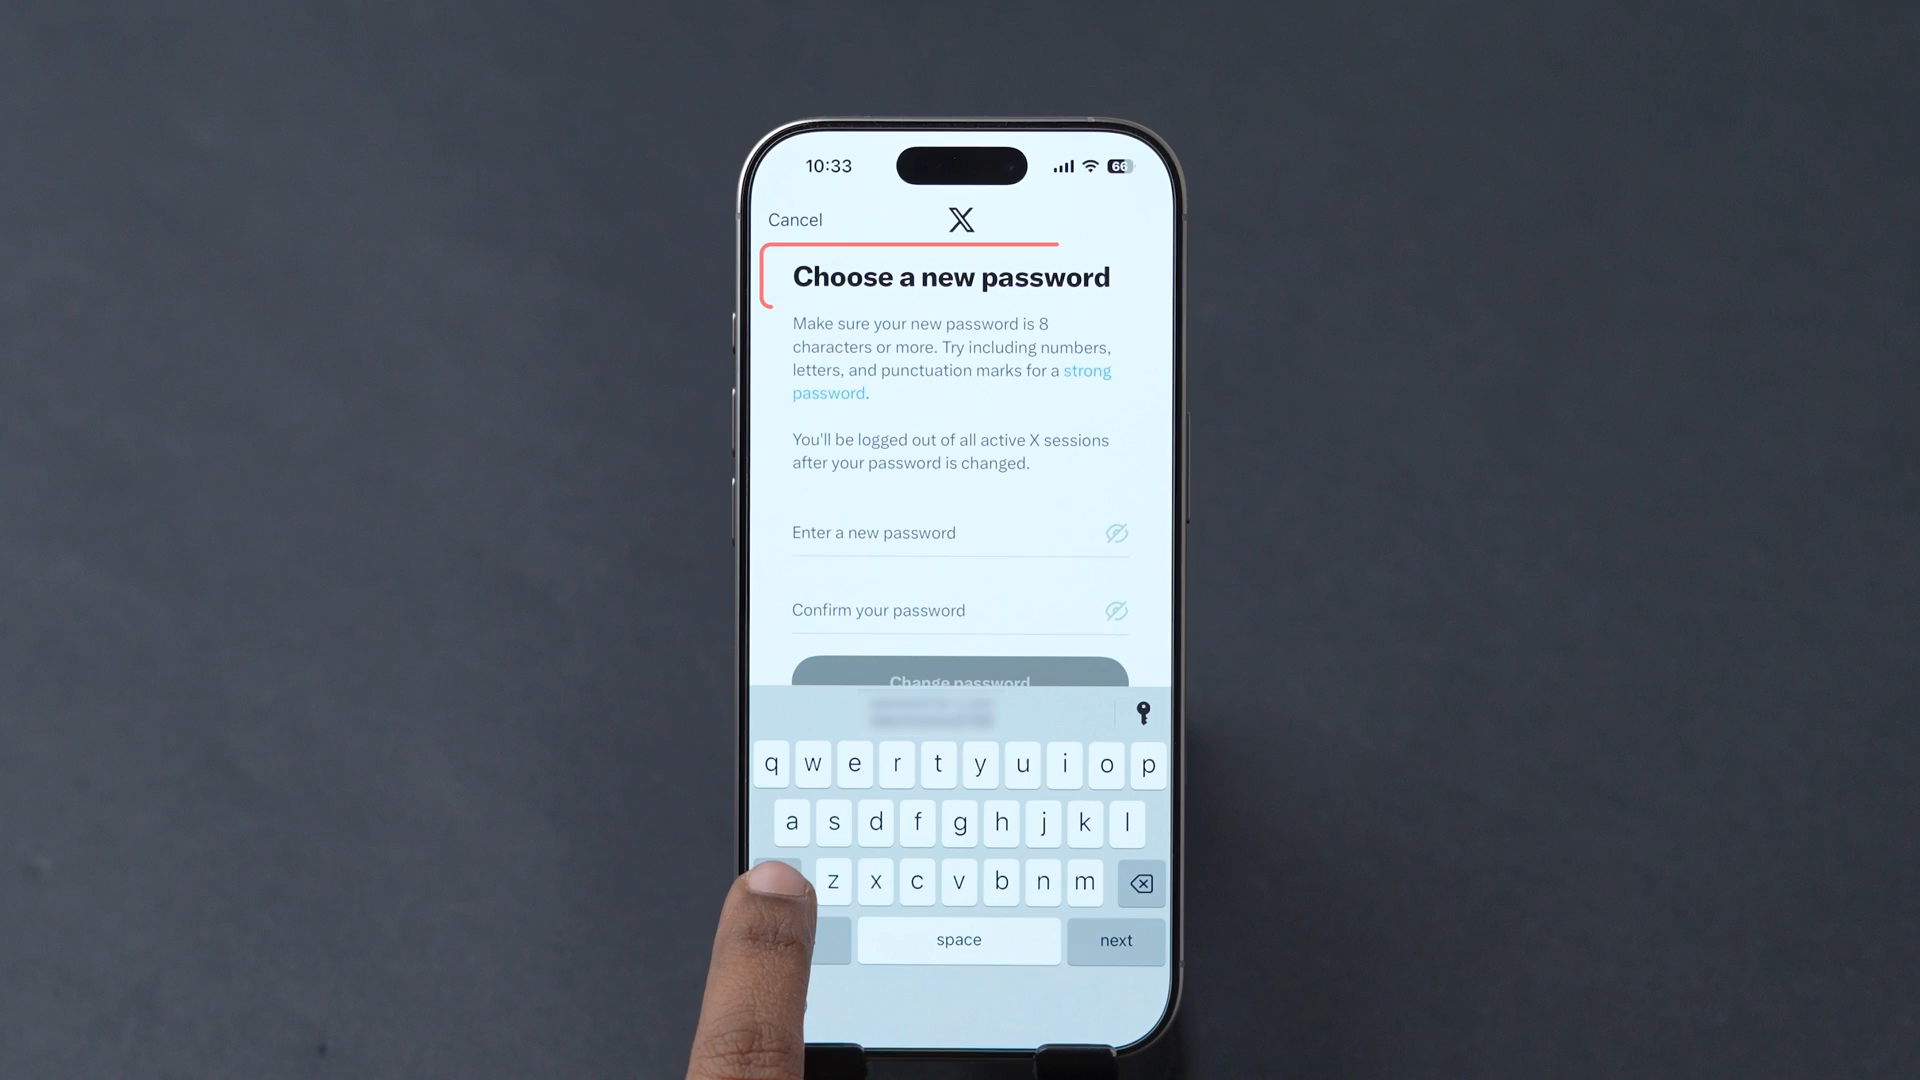 10:33
66
Cancel
X
Choose a new password
Make sure your new password is 8
characters or more. Try including numbers,
letters, and punctuation marks for a strong
password.
You'll be logged out of all active X sessions
after your password is changed.
Enter a new password
Confirm your password
Change password
q w e r t y u i o p
a s d f g h j k l
z x c v b n m
space next